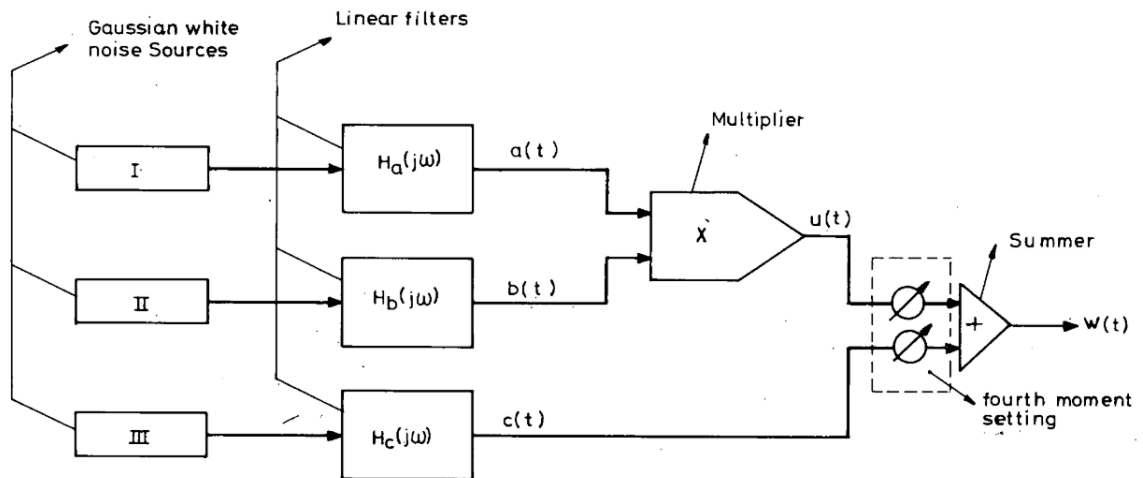 Gaussian white
noise Sources
Linear filters
Multiplier
I
Ha(jω)
a(t)
X
u(t)
Summer
II
Hb(jω)
b(t)
+
W(t)
fourth moment
setting
III
Hc(jω)
c(t)